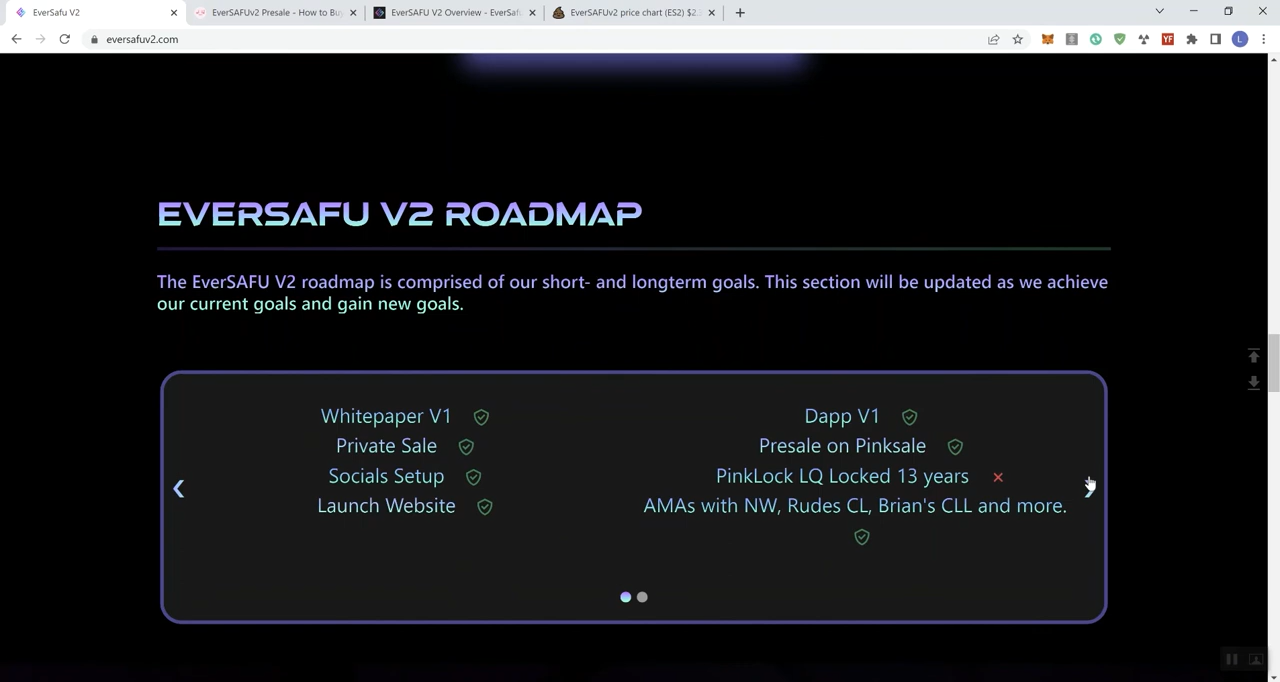 EverSafu V2
EverSAFUv2 Presale - How to Bu
EverSAFU V2 Overview - EverSaf
EverSAFUv2 price chart (ES2) $2.
eversafuv2.com
YF
L
EVERSAFU V2 ROADMAP
The EverSAFU V2 roadmap is comprised of our short- and longterm goals. This section will be updated as we achieve
our current goals and gain new goals.
Whitepaper V1
Private Sale
Socials Setup
Launch Website
Dapp V1
Presale on Pinksale
PinkLock LQ Locked 13 years
AMAs with NW, Rudes CL, Brian's CLL and more.